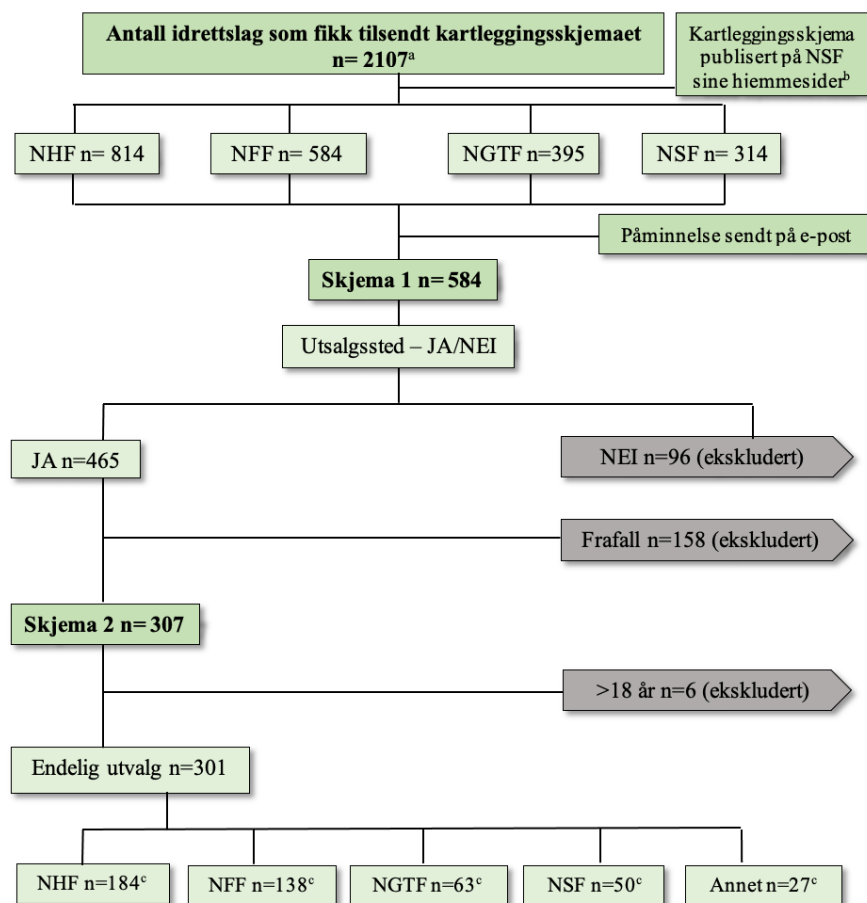 Antall idrettslag som fikk tilsendt kartleggingsskjemaet
n= 2107ᵃ
Kartleggingsskjema
publisert på NSF
sine hjemmesiderᵇ
NHF n= 814
NFF n= 584
NGTF n=395
NSF n= 314
Påminnelse sendt på e-post
Skjema 1 n= 584
Utsalgssted – JA/NEI
JA n=465
NEI n=96 (ekskludert)
Frafall n=158 (ekskludert)
Skjema 2 n= 307
>18 år n=6 (ekskludert)
Endelig utvalg n=301
NHF n=184ᶜ
NFF n=138ᶜ
NGTF n=63ᶜ
NSF n=50ᶜ
Annet n=27ᶜ